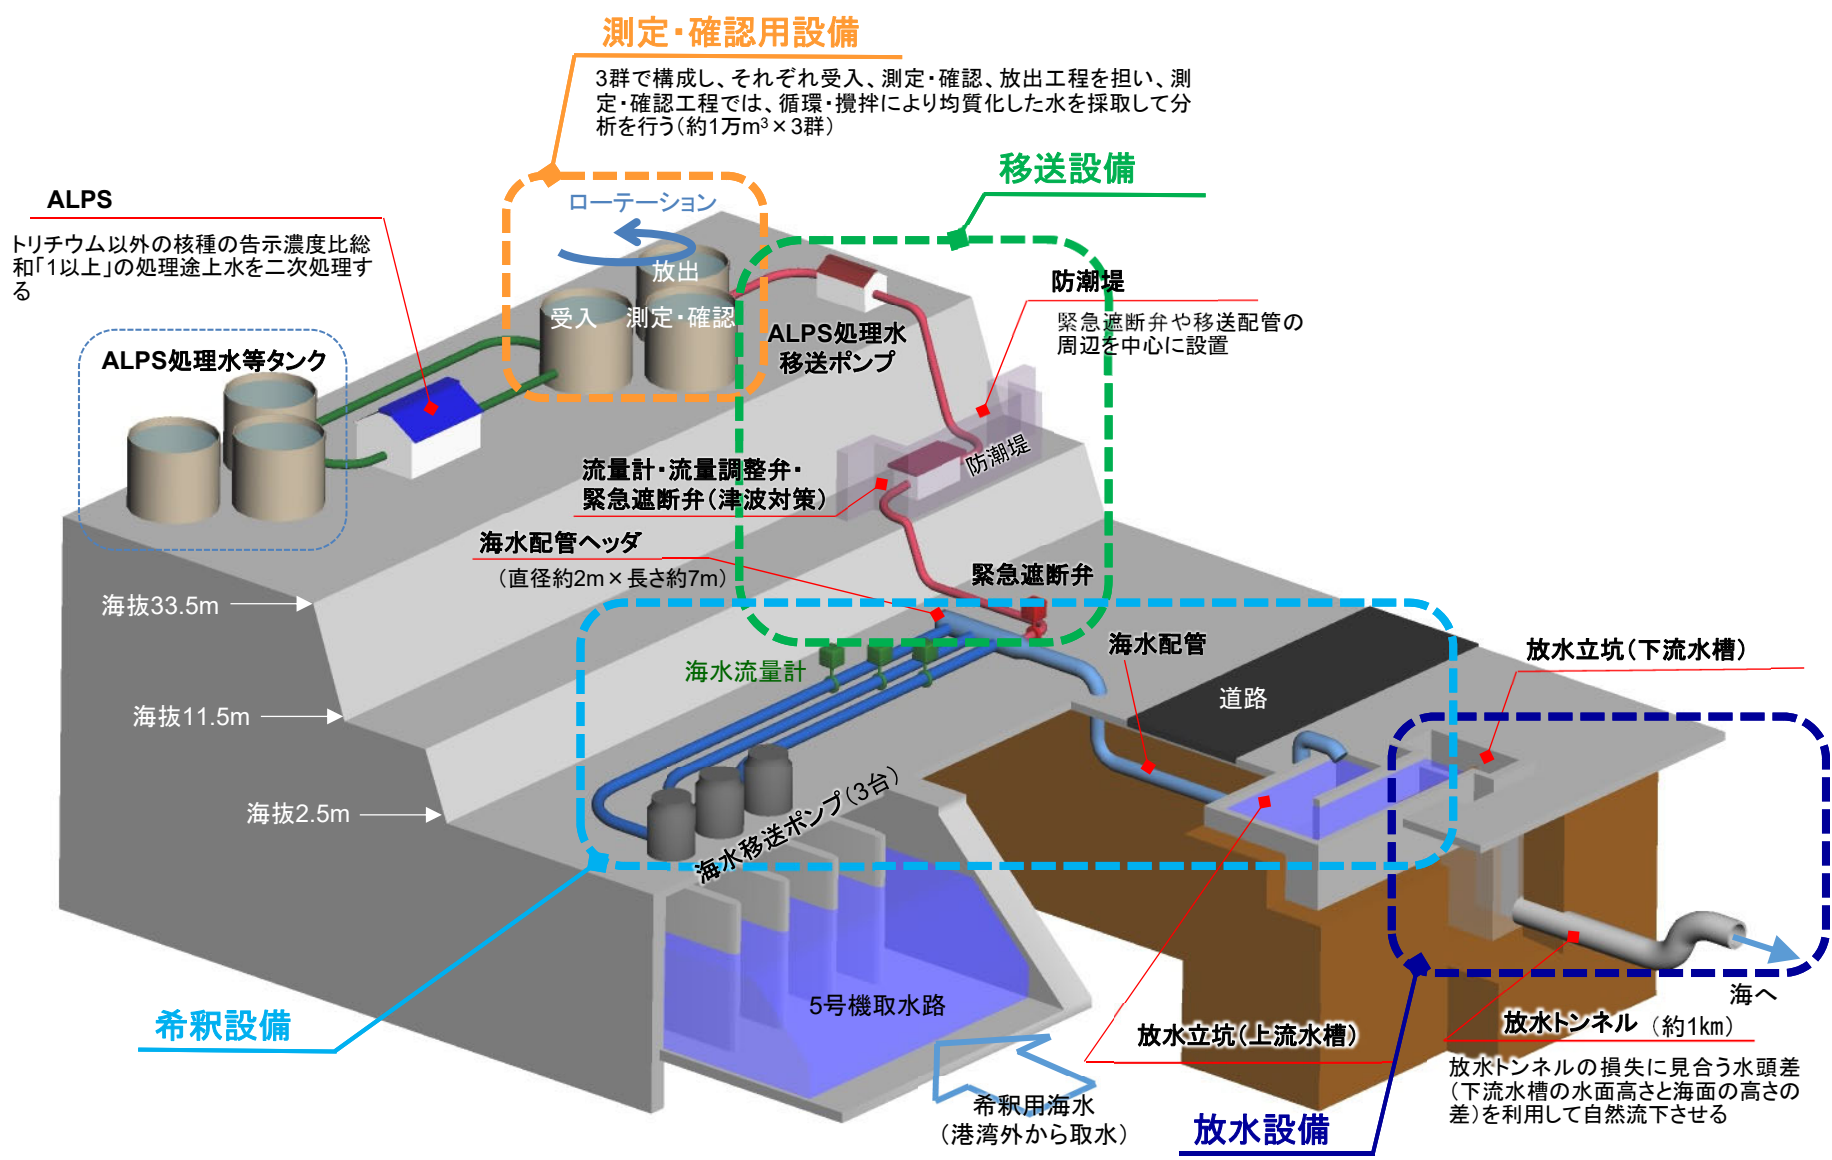 測定・確認用設備
3群で構成し、それぞれ受入、測定・確認、放出工程を担い、測
定・確認工程では、循環・攪拌により均質化した水を採取して分
析を行う（約1万m³×3群）
移送設備
ALPS
トリチウム以外の核種の告示濃度比総
和「1以上」の処理途上水を二次処理す
る
ローテーション
放出
受入
測定・確認
防潮堤
緊急遮断弁や移送配管の
周辺を中心に設置
ALPS処理水
移送ポンプ
ALPS処理水等タンク
防潮堤
流量計・流量調整弁・
緊急遮断弁（津波対策）
海水配管ヘッダ
（直径約2m×長さ約7m）
緊急遮断弁
海抜33.5m
海水配管
海水流量計
放水立坑（下流水槽）
道路
海抜11.5m
海抜2.5m
海水移送ポンプ（3台）
5号機取水路
希釈設備
海へ
放水立坑（上流水槽）
放水トンネル （約1km）
放水トンネルの損失に見合う水頭差
（下流水槽の水面高さと海面の高さの
差）を利用して自然流下させる
希釈用海水
（港湾外から取水）
放水設備